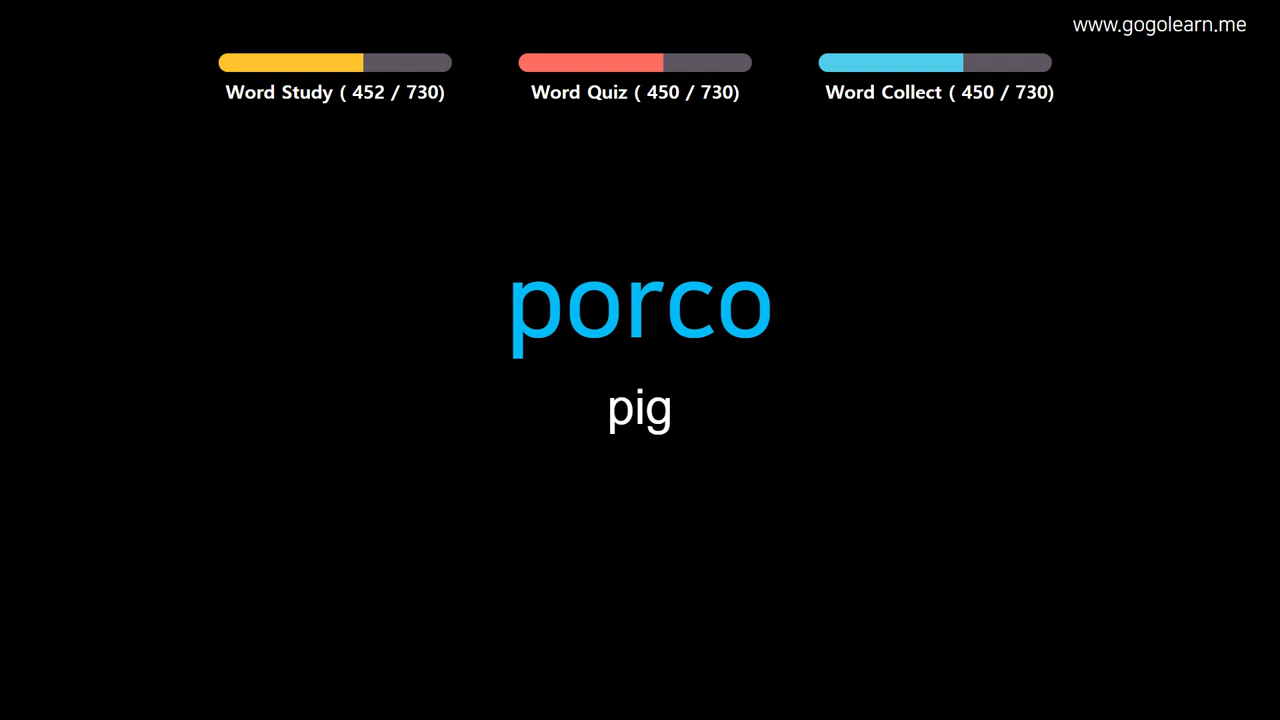 www.gogolearn.me
Word Study ( 452 / 730)
Word Quiz ( 450 / 730)
Word Collect ( 450 / 730)
porco
pig